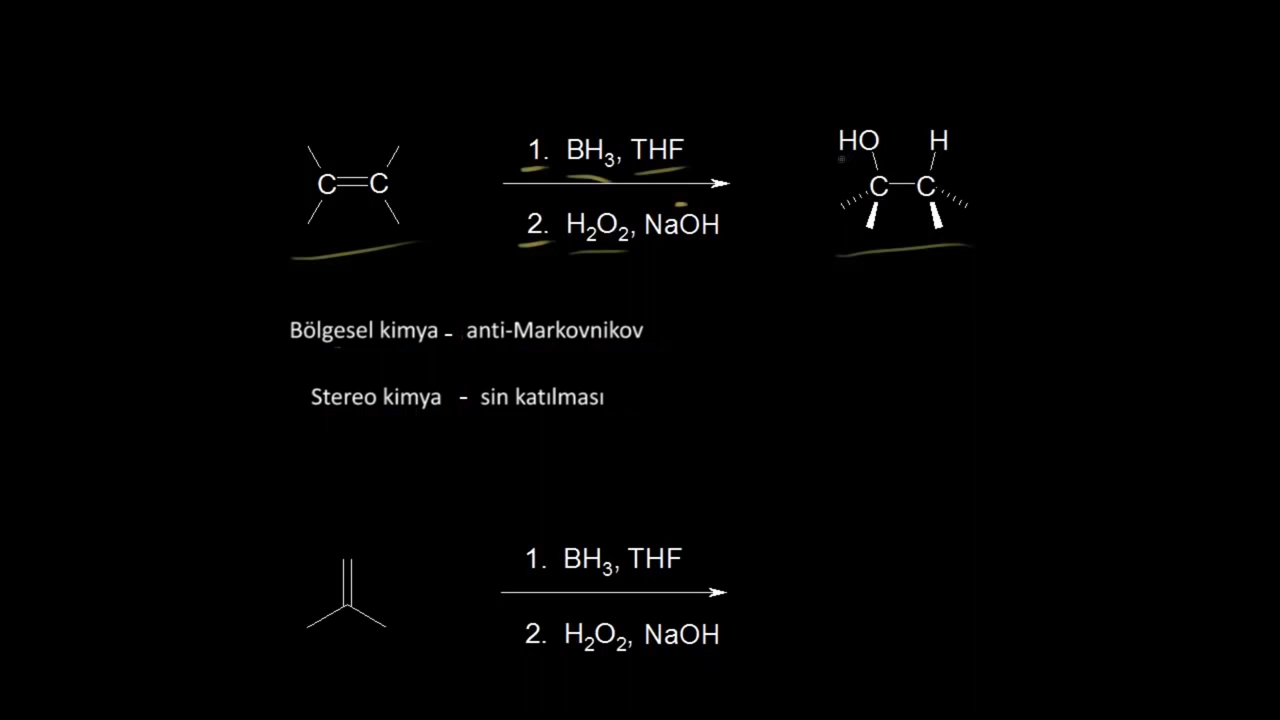 1. BH₃, THF
HO H
C=C
C—C
2. H₂O₂, NaOH
Bölgesel kimya - anti-Markovnikov
Stereo kimya - sin katılması
1. BH₃, THF
2. H₂O₂, NaOH